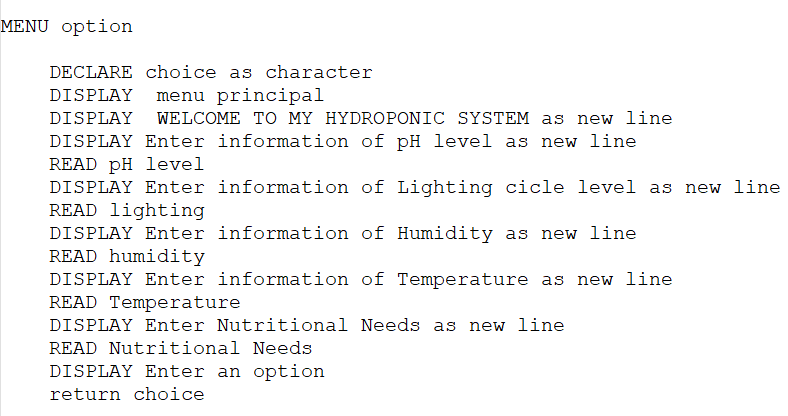 MENU option
DECLARE choice as character
DISPLAY  menu principal
DISPLAY  WELCOME TO MY HYDROPONIC SYSTEM as new line
DISPLAY Enter information of pH level as new line
READ pH level
DISPLAY Enter information of Lighting cicle level as new line
READ lighting
DISPLAY Enter information of Humidity as new line
READ humidity
DISPLAY Enter information of Temperature as new line
READ Temperature
DISPLAY Enter Nutritional Needs as new line
READ Nutritional Needs
DISPLAY Enter an option
return choice